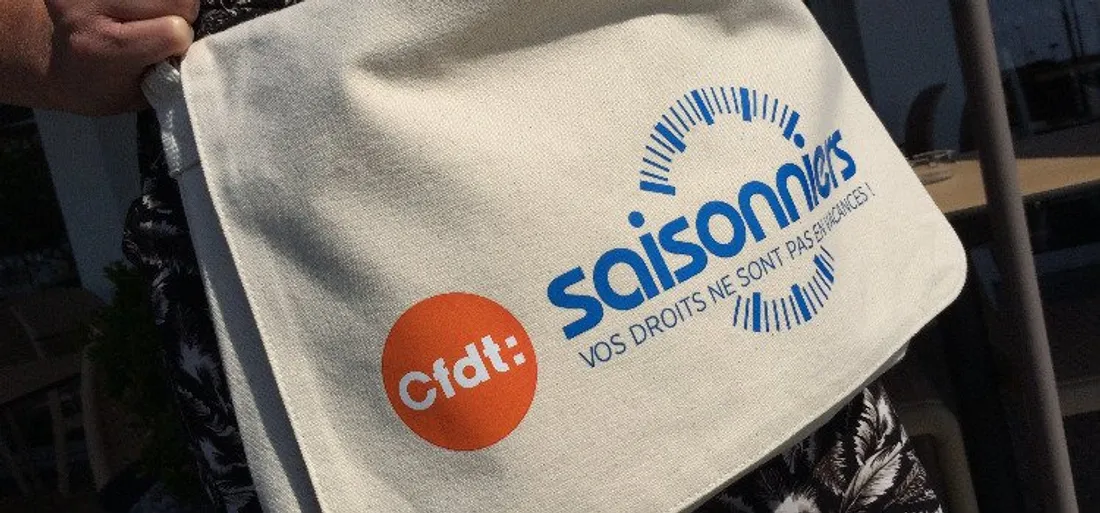 saisonniers
VOS DROITS NE SONT PAS EN VACANCES !
Cfdt: